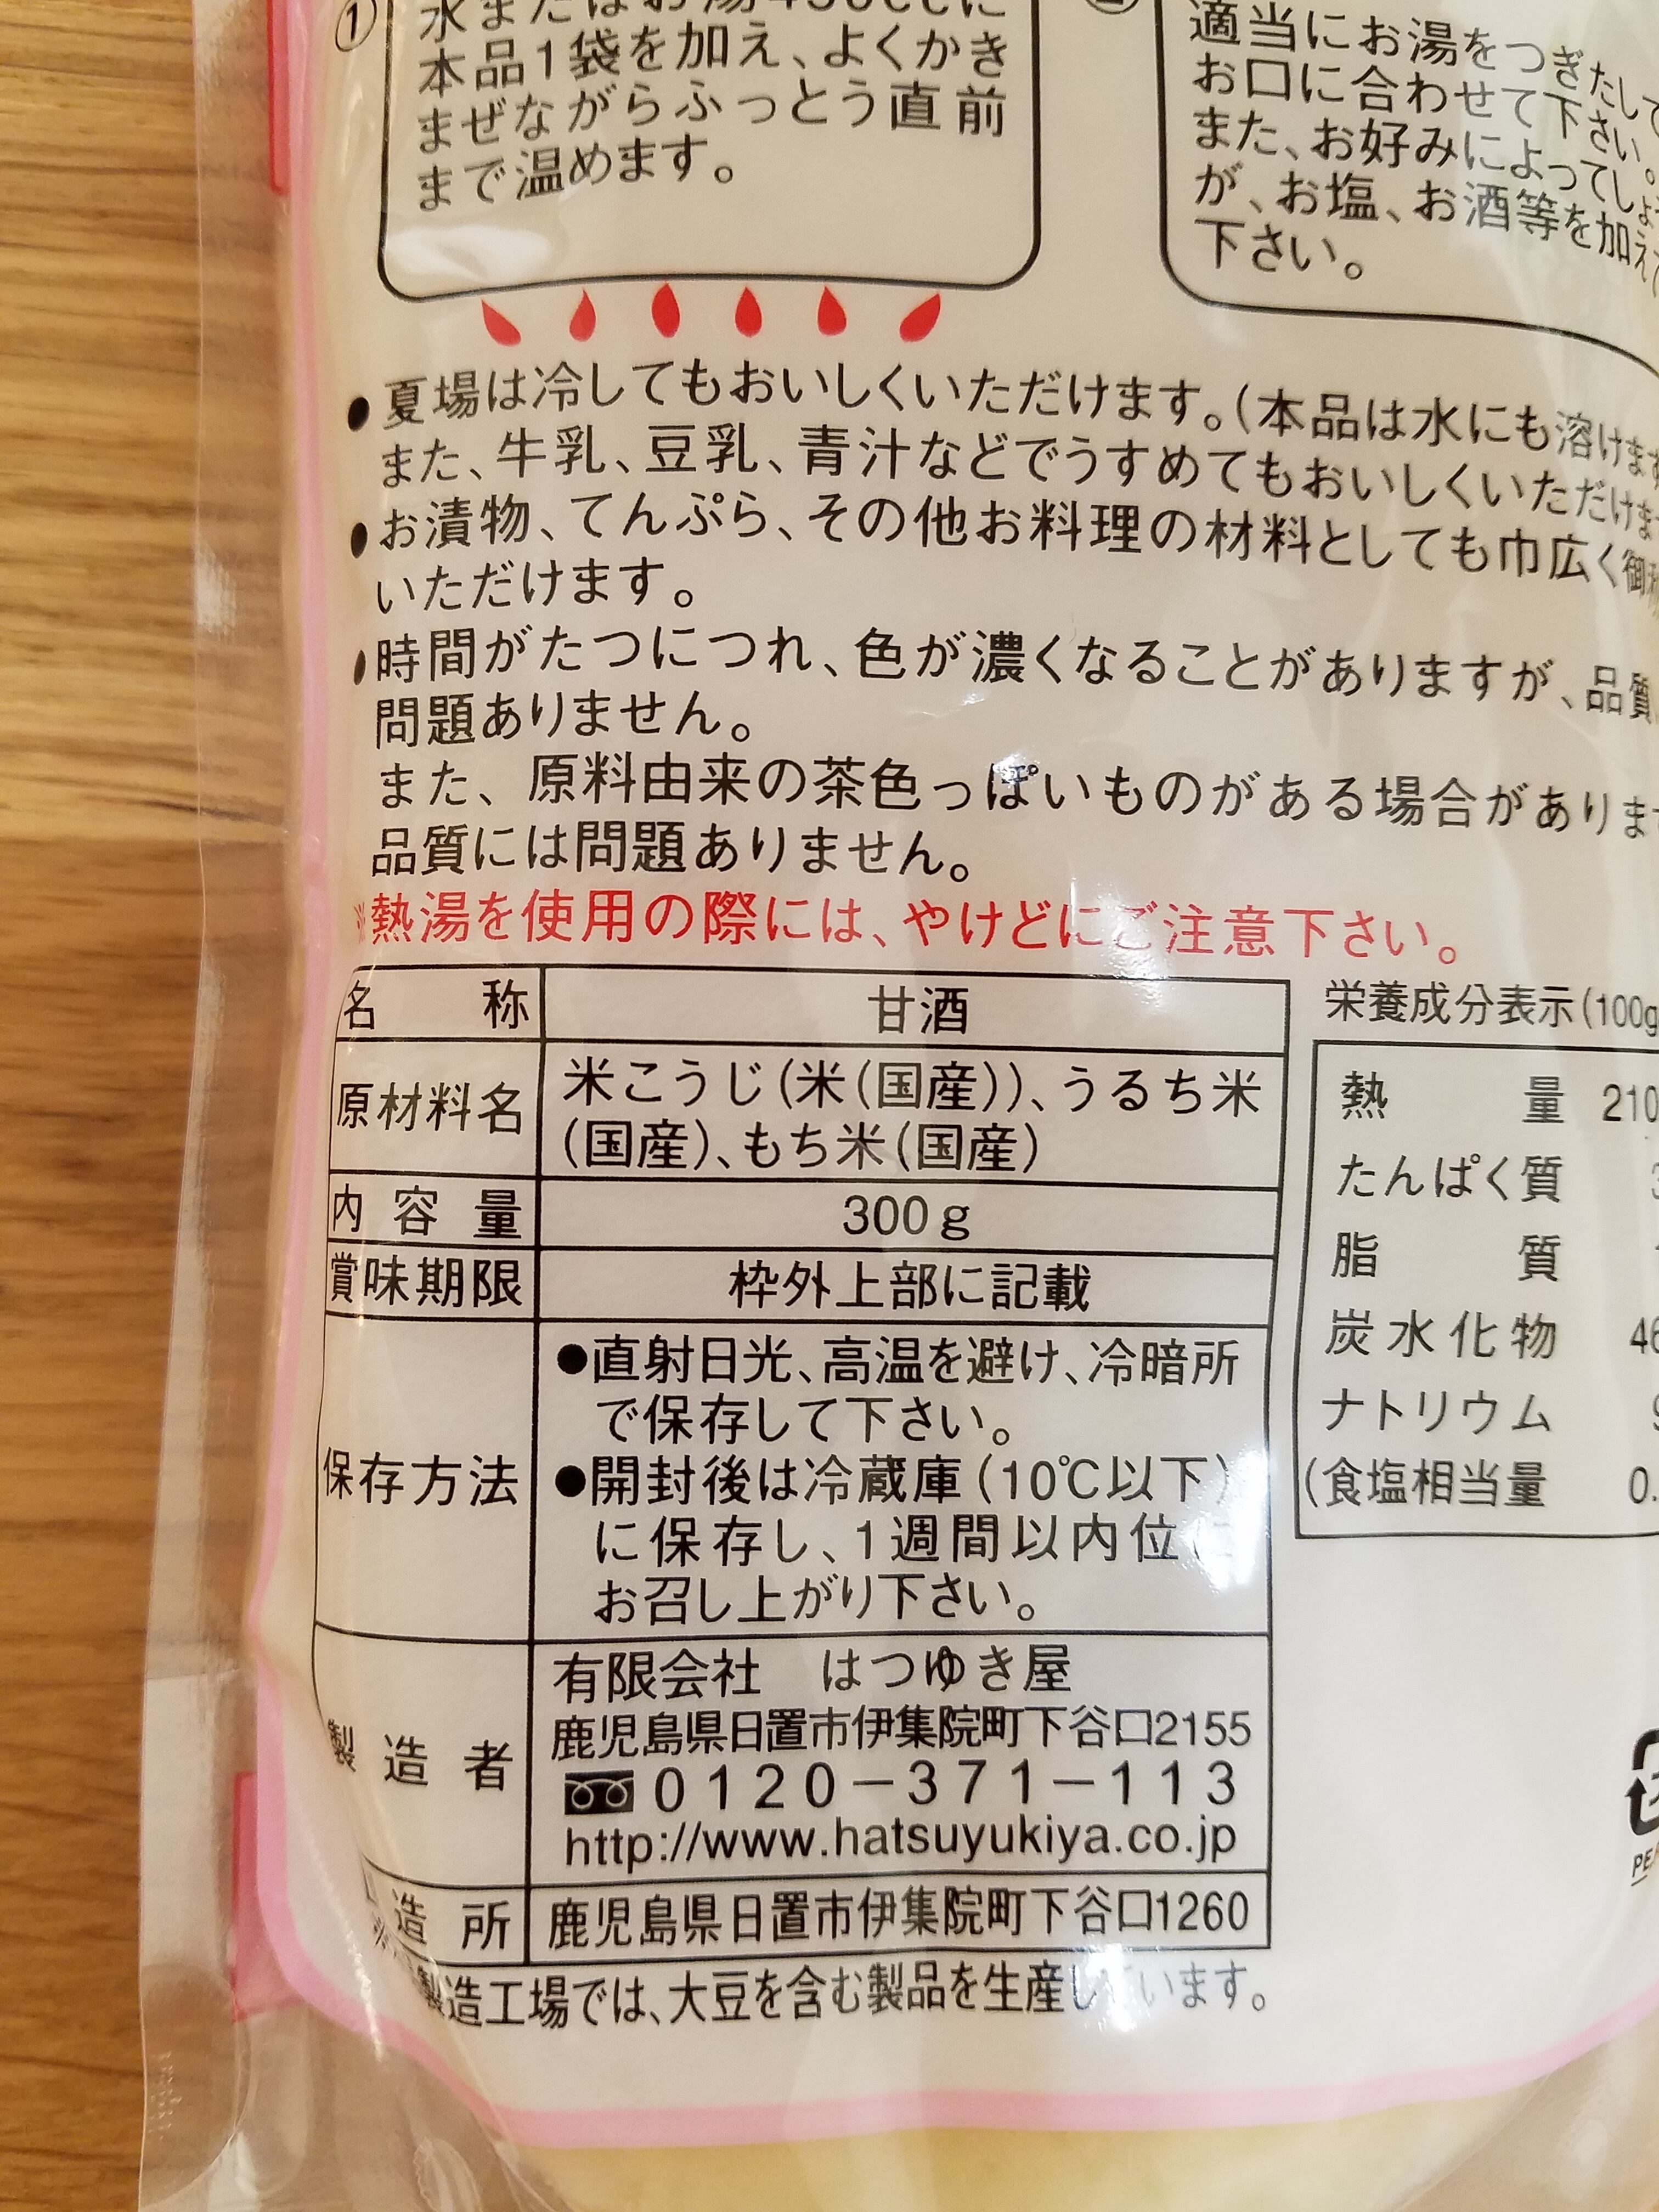 ①
水またはお湯450ccに
本品1袋を加え、よくかき
まぜながらふっとう直前
まで温めます。
適当にお湯をつぎたして
お口に合わせて下さい。
また、お好みによってしょ
が、お塩、お酒等を加えて
下さい。
●夏場は冷してもおいしくいただけます。(本品は水にも溶けます
また、牛乳、豆乳、青汁などでうすめてもおいしくいただけま
●お漬物、てんぷら、その他お料理の材料としても巾広く御
いただけます。
●時間がたつにつれ、色が濃くなることがありますが、品質
問題ありません。
また、原料由来の茶色っぽいものがある場合がありま
品質には問題ありません。
※熱湯を使用の際には、やけどにご注意下さい。
名称 甘酒
原材料名 米こうじ(米(国産))、うるち米
(国産)、もち米(国産)
内容量 300g
賞味期限 枠外上部に記載
保存方法
●直射日光、高温を避け、冷暗所
で保存して下さい。
●開封後は冷蔵庫(10℃以下)
に保存し、1週間以内位に
お召し上がり下さい。
製造者
有限会社 はつゆき屋
鹿児島県日置市伊集院町下谷口2155
0120-371-113
http://www.hatsuyukiya.co.jp
造所 鹿児島県日置市伊集院町下谷口1260
製造工場では、大豆を含む製品を生産しています。
栄養成分表示(100g
熱量 210
たんぱく質
脂質
炭水化物 46
ナトリウム
(食塩相当量 0.